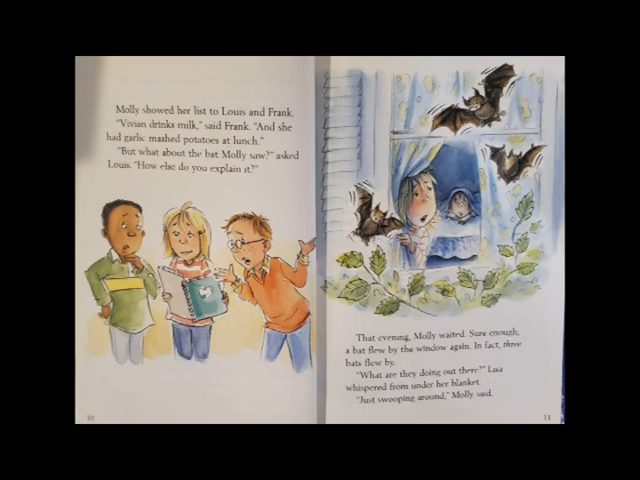 Molly showed her list to Louis and Frank.
"Vivian drinks milk," said Frank. "And she
had garlic mashed potatoes at lunch."
"But what about the bat Molly saw?" asked
Louis. "How else do you explain it?"
10
That evening, Molly waited. Sure enough,
a bat flew by the window again. In fact, three
bats flew by.
"What are they doing out there?" Lisa
whispered from under her blanket.
"Just swooping around," Molly said.
11